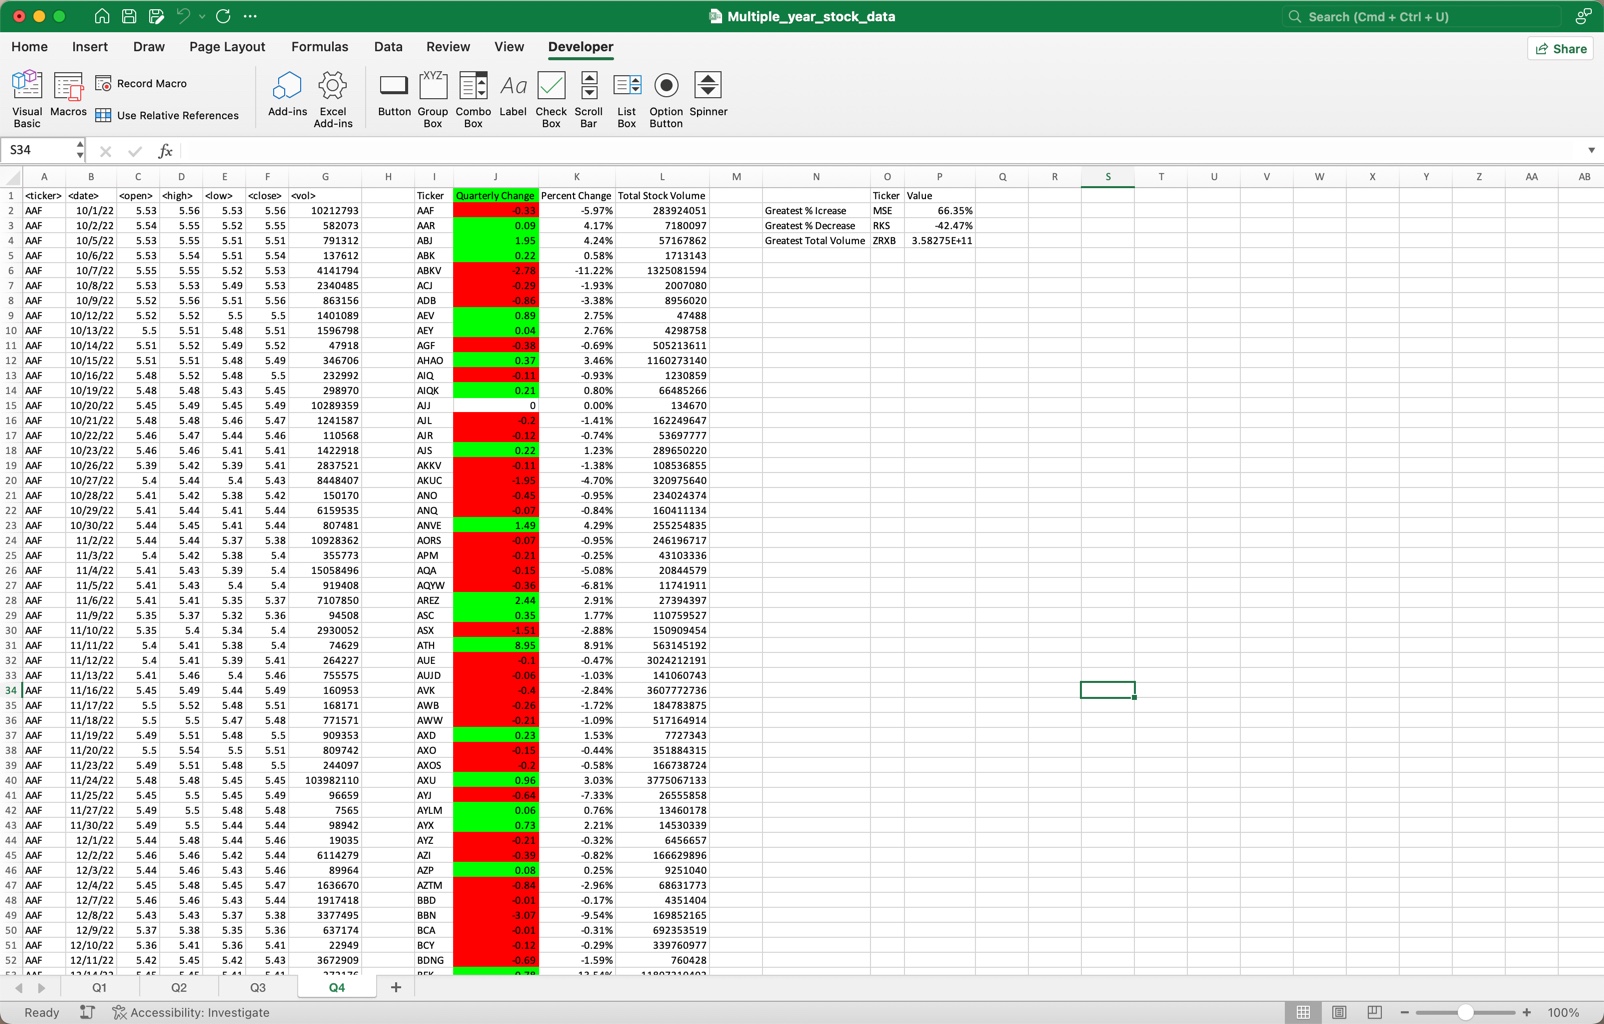 Multiple_year_stock_data
Search (Cmd + Ctrl + U)
Home Insert Draw Page Layout Formulas Data Review View Developer
Share
Record Macro
Use Relative References
Visual Basic Macros Add-ins Excel Add-ins Button Group Box Combo Box Label Check Box Scroll Bar List Box Option Button Spinner
XYZ Aa
S34 fx
A B C D E F G H I J K L M N O P Q R S T U V W X Y Z AA AB
1 <ticker> <date> <open> <high> <low> <close> <vol> Ticker Quarterly Change Percent Change Total Stock Volume Ticker Value
2 AAF 10/1/22 5.53 5.56 5.53 5.56 10212793 AAF -0.33 -5.97% 283924051 Greatest % Icrease MSE 66.35%
3 AAF 10/2/22 5.54 5.55 5.52 5.55 582073 AAR 0.09 4.17% 7180097 Greatest % Decrease RKS -42.47%
4 AAF 10/5/22 5.53 5.55 5.51 5.51 791312 ABJ 1.95 4.24% 57167862 Greatest Total Volume ZRXB 3.58275E+11
5 AAF 10/6/22 5.53 5.54 5.51 5.54 137612 ABK 0.22 0.58% 1713143
6 AAF 10/7/22 5.55 5.55 5.52 5.53 4141794 ABKV -2.78 -11.22% 1325081594
7 AAF 10/8/22 5.53 5.53 5.49 5.53 2340485 ACJ -0.29 -1.93% 2007080
8 AAF 10/9/22 5.52 5.56 5.51 5.56 863156 ADB -0.86 -3.38% 8956020
9 AAF 10/12/22 5.52 5.52 5.5 5.5 1401089 AEV 0.89 2.75% 47488
10 AAF 10/13/22 5.5 5.51 5.48 5.51 1596798 AEY 0.04 2.76% 4298758
11 AAF 10/14/22 5.51 5.52 5.49 5.52 47918 AGF -0.38 -0.69% 505213611
12 AAF 10/15/22 5.51 5.51 5.48 5.49 346706 AHAO 0.37 3.46% 1160273140
13 AAF 10/16/22 5.48 5.52 5.48 5.5 232992 AIQ -0.11 -0.93% 1230859
14 AAF 10/19/22 5.48 5.48 5.43 5.45 298970 AIQK 0.21 0.80% 66485266
15 AAF 10/20/22 5.45 5.49 5.45 5.49 10289359 AJJ 0 0.00% 134670
16 AAF 10/21/22 5.48 5.48 5.46 5.47 1241587 AJL -0.2 -1.41% 162249647
17 AAF 10/22/22 5.46 5.47 5.44 5.46 110568 AJR -0.12 -0.74% 53697777
18 AAF 10/23/22 5.46 5.46 5.41 5.41 1422918 AJS 0.22 1.23% 289650220
19 AAF 10/26/22 5.39 5.42 5.39 5.41 2837521 AKKV -0.11 -1.38% 108536855
20 AAF 10/27/22 5.4 5.44 5.4 5.43 8448407 AKUC -1.95 -4.70% 320975640
21 AAF 10/28/22 5.41 5.42 5.38 5.42 150170 ANO -0.45 -0.95% 234024374
22 AAF 10/29/22 5.41 5.44 5.41 5.44 6159535 ANQ -0.07 -0.84% 160411134
23 AAF 10/30/22 5.44 5.45 5.41 5.44 807481 ANVE 1.49 4.29% 255254835
24 AAF 11/2/22 5.44 5.44 5.37 5.38 10928362 AORS -0.07 -0.95% 246196717
25 AAF 11/3/22 5.4 5.42 5.38 5.4 355773 APM -0.21 -0.25% 43103336
26 AAF 11/4/22 5.41 5.43 5.39 5.4 15058496 AQA -0.15 -5.08% 20844579
27 AAF 11/5/22 5.41 5.43 5.4 5.4 919408 AQYW -0.36 -6.81% 11741911
28 AAF 11/6/22 5.41 5.41 5.35 5.37 7107850 AREZ 2.44 2.91% 27394397
29 AAF 11/9/22 5.35 5.37 5.32 5.36 94508 ASC 0.35 1.77% 110759527
30 AAF 11/10/22 5.35 5.4 5.34 5.4 2930052 ASX -1.51 -2.88% 150909454
31 AAF 11/11/22 5.4 5.41 5.38 5.4 74629 ATH 8.95 8.91% 563145192
32 AAF 11/12/22 5.4 5.41 5.39 5.41 264227 AUE -0.1 -0.47% 3024212191
33 AAF 11/13/22 5.41 5.46 5.4 5.46 755575 AUJD -0.06 -1.03% 141060743
34 AAF 11/16/22 5.45 5.49 5.44 5.49 160953 AVK -0.4 -2.84% 3607772736
35 AAF 11/17/22 5.5 5.52 5.48 5.51 168171 AWB -0.26 -1.72% 184783875
36 AAF 11/18/22 5.5 5.5 5.47 5.48 771571 AWW -0.21 -1.09% 517164914
37 AAF 11/19/22 5.49 5.51 5.48 5.5 909353 AXD 0.23 1.53% 7727343
38 AAF 11/20/22 5.5 5.54 5.5 5.51 809742 AXO -0.15 -0.44% 351884315
39 AAF 11/23/22 5.49 5.51 5.48 5.5 244097 AXOS -0.2 -0.58% 166738724
40 AAF 11/24/22 5.48 5.48 5.45 5.45 103982110 AXU 0.96 3.03% 3775067133
41 AAF 11/25/22 5.45 5.5 5.45 5.49 96659 AYJ -0.64 -7.33% 26555858
42 AAF 11/27/22 5.49 5.5 5.48 5.48 7565 AYLM 0.06 0.76% 13460178
43 AAF 11/30/22 5.49 5.5 5.44 5.44 98942 AYX 0.73 2.21% 14530339
44 AAF 12/1/22 5.44 5.48 5.44 5.46 19035 AYZ -0.21 -0.32% 6456657
45 AAF 12/2/22 5.46 5.46 5.42 5.44 6114279 AZI -0.39 -0.82% 166629896
46 AAF 12/3/22 5.44 5.46 5.43 5.46 89964 AZP 0.08 0.25% 9251040
47 AAF 12/4/22 5.45 5.48 5.45 5.47 1636670 AZTM -0.84 -2.96% 68631773
48 AAF 12/7/22 5.46 5.46 5.43 5.44 1917418 BBD -0.01 -0.17% 4351404
49 AAF 12/8/22 5.43 5.43 5.37 5.38 3377495 BBN -3.07 -9.54% 169852165
50 AAF 12/9/22 5.37 5.38 5.35 5.36 637174 BCA -0.01 -0.31% 692353519
51 AAF 12/10/22 5.36 5.41 5.36 5.41 22949 BCY -0.12 -0.29% 339760977
52 AAF 12/11/22 5.42 5.45 5.42 5.43 3672909 BDNG -0.69 -1.59% 760428
Q1 Q2 Q3 Q4 +
Ready Accessibility: Investigate 100%